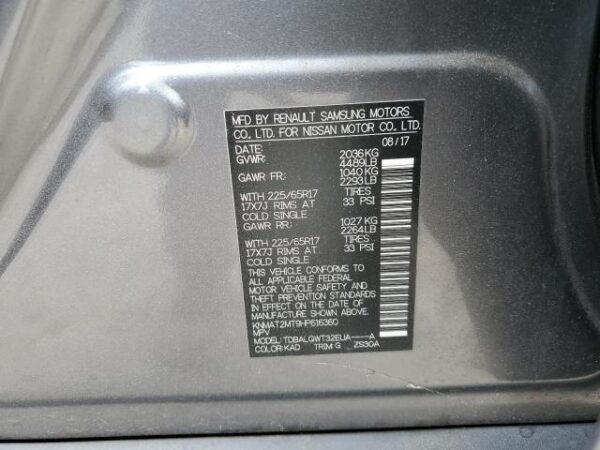 MFD BY RENAULT SAMSUNG MOTORS
CO., LTD. FOR NISSAN MOTOR CO., LTD.
DATE: 08/17
GVWR: 2036KG
4489LB
GAWR FR: 1040KG
2293LB
WITH 225/65R17 TIRES
17X7J RIMS AT 33 PSI
COLD SINGLE
GAWR RR: 1027 KG
2264LB
WITH 225/65R17 TIRES
17X7J RIMS AT 33 PSI
COLD SINGLE
THIS VEHICLE CONFORMS TO
ALL APPLICABLE FEDERAL
MOTOR VEHICLE SAFETY AND
THEFT PREVENTION STANDARDS
IN EFFECT ON THE DATE OF
MANUFACTURE SHOWN ABOVE.
KNMAT2MT9HP616360
MPV
MODEL: TDBALGWT32EUA----A
COLOR:KAD TRIM:G ZS30A